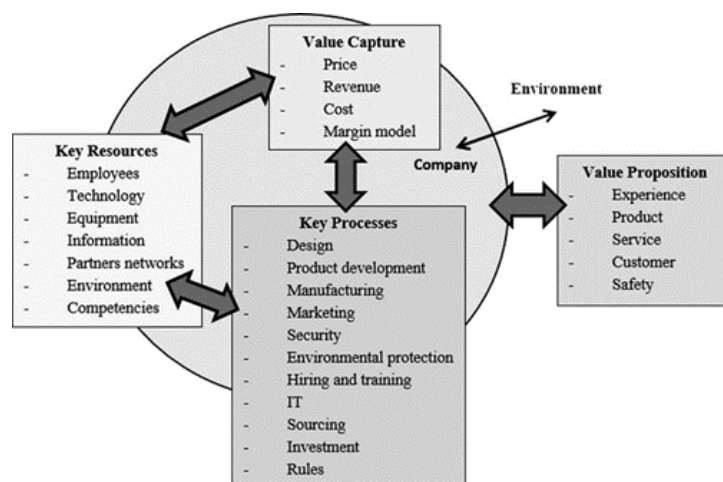 Value Capture
- Price
- Revenue
- Cost
- Margin model
Environment
Company
Key Resources
- Employees
- Technology
- Equipment
- Information
- Partners networks
- Environment
- Competencies
Value Proposition
- Experience
- Product
- Service
- Customer
- Safety
Key Processes
- Design
- Product development
- Manufacturing
- Marketing
- Security
- Environmental protection
- Hiring and training
- IT
- Sourcing
- Investment
- Rules